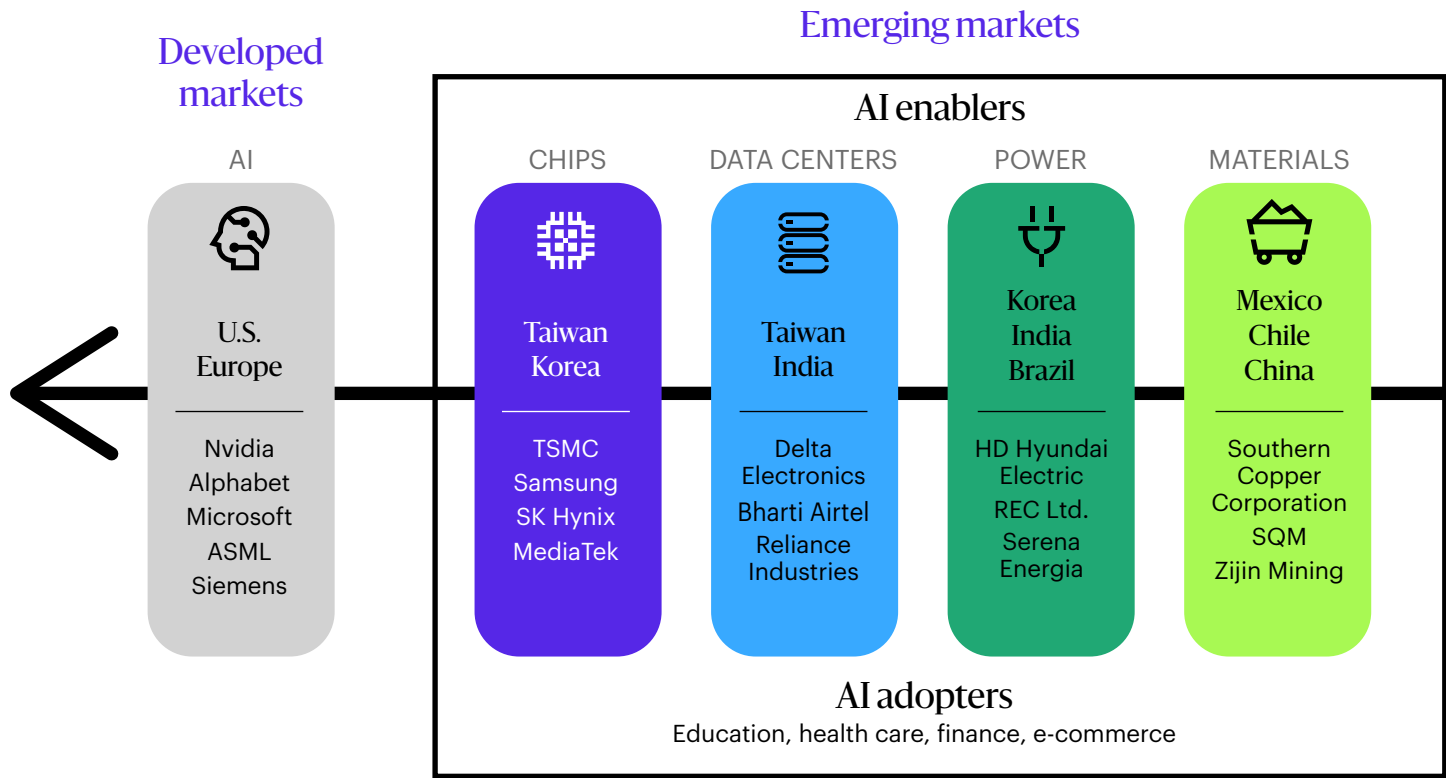 Developed
markets
Emerging markets
AI enablers
AI
U.S.
Europe
Nvidia
Alphabet
Microsoft
ASML
Siemens
CHIPS
Taiwan
Korea
TSMC
Samsung
SK Hynix
MediaTek
DATA CENTERS
Taiwan
India
Delta
Electronics
Bharti Airtel
Reliance
Industries
POWER
Korea
India
Brazil
HD Hyundai
Electric
REC Ltd.
Serena
Energia
MATERIALS
Mexico
Chile
China
Southern
Copper
Corporation
SQM
Zijin Mining
AI adopters
Education, health care, finance, e-commerce